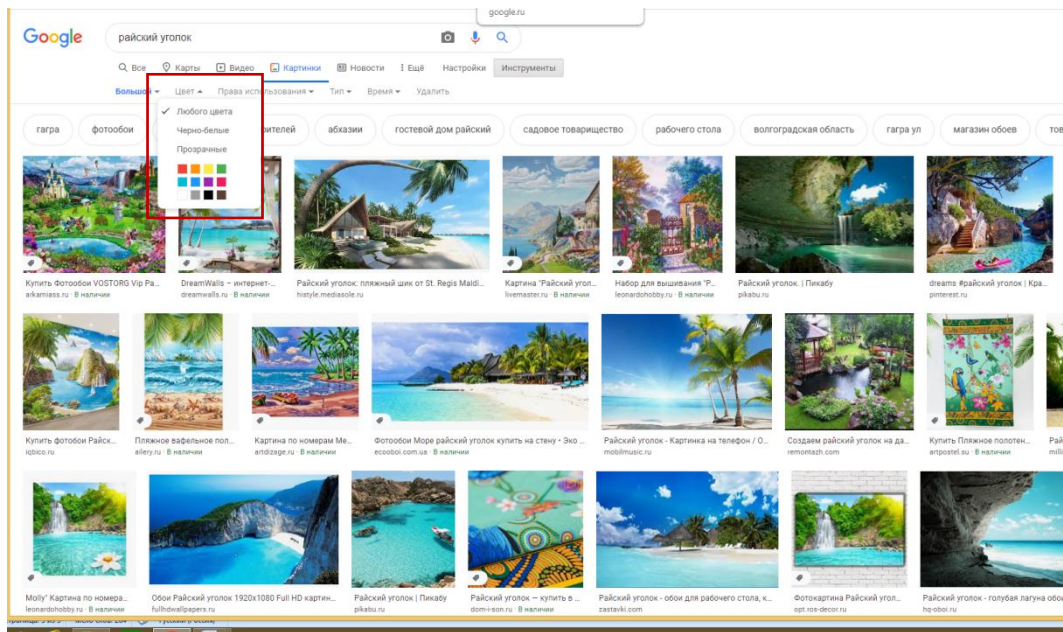 google.ru
Google
райский уголок
Все Карты Видео Картинки Новости Ещё Настройки Инструменты
Большой Цвет Права использования Тип Время Удалить
Любого цвета
Черно-белые
Прозрачные
гагра фотообои ителей абхазии гостевой дом райский садовое товарищество рабочего стола волгоградская область гагра ул магазин обоев тов
Купить Фотообои VOSTORG Vip Ра... DreamWalls – интернет-... Райский уголок: пляжный шик от St. Regis Maldi... Картина "Райский угол... Набор для вышивания "Р... Райский уголок. | Пикабу dreams #райский уголок | Кра...
arkamiass.ru · В наличии dreamwalls.ru · В наличии histyle.mediasole.ru livemaster.ru · В наличии leonardohobby.ru · В наличии pikabu.ru pinterest.ru
Купить фотообои Райск... Пляжное вафельное пол... Картина по номерам Ме... Фотообои Море райский уголок купить на стену • Эко ... Райский уголок - Картинка на телефон / О... Создаем райский уголок на да... Купить Пляжное полотен... Рай
iqbico.ru ailery.ru · В наличии artdizage.ru · В наличии ecooboi.com.ua · В наличии mobilmusic.ru remontazh.com artpostel.su · В наличии milli
Molly" Картина по номера... Обои Райский уголок 1920x1080 Full HD картин... Райский уголок | Пикабу Райский уголок — купить в ... Райский уголок - обои для рабочего стола, к... Фотокартина Райский угол... Райский уголок - голубая лагуна обои
leonardohobby.ru · В наличии fullhdwallpapers.ru pikabu.ru dom-i-son.ru · В наличии zastavki.com opt.ros-decor.ru hq-oboi.ru